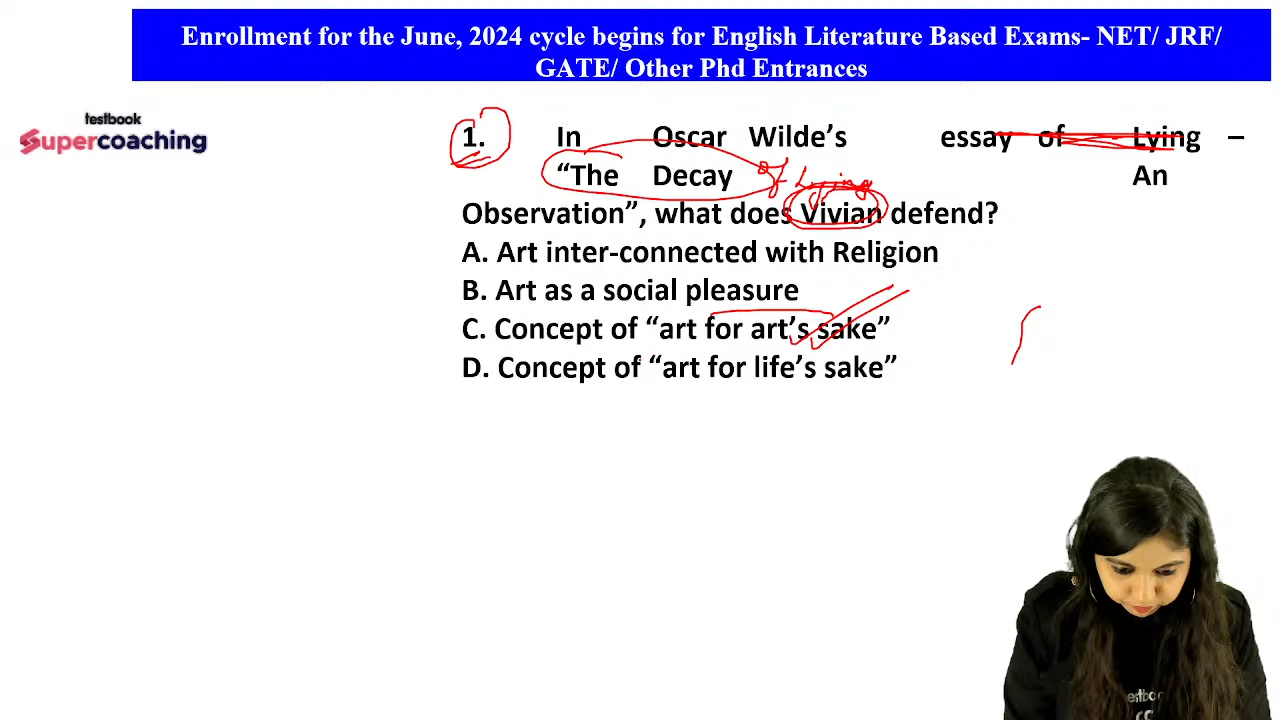 Enrollment for the June, 2024 cycle begins for English Literature Based Exams- NET/ JRF/
GATE/ Other Phd Entrances
testbook
Supercoaching
1. In Oscar Wilde’s essay of Lying –
“The Decay of Lying An
Observation”, what does Vivian defend?
A. Art inter-connected with Religion
B. Art as a social pleasure
C. Concept of “art for art’s sake”
D. Concept of “art for life’s sake”